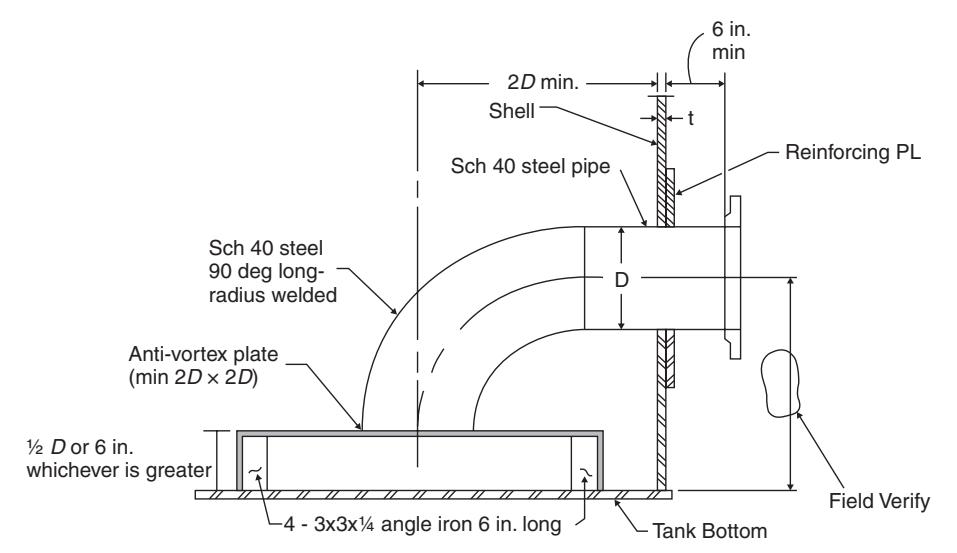 6 in.
min
2D min.
Shell
t
Reinforcing PL
Sch 40 steel pipe
Sch 40 steel
90 deg long-
radius welded
D
Anti-vortex plate
(min 2D × 2D)
½ D or 6 in.
whichever is greater
Field Verify
4 - 3x3x¼ angle iron 6 in. long
Tank Bottom